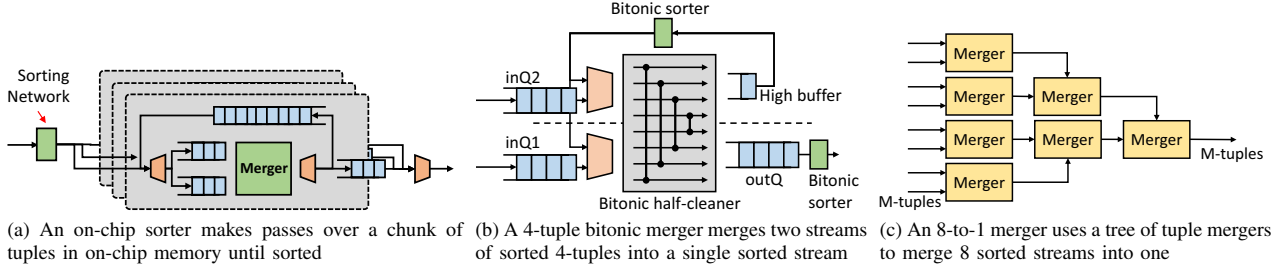 Sorting
Network
Merger
(a) An on-chip sorter makes passes over a chunk of
tuples in on-chip memory until sorted
Bitonic sorter
inQ2
High buffer
inQ1
outQ
Bitonic
sorter
Bitonic half-cleaner
(b) A 4-tuple bitonic merger merges two streams
of sorted 4-tuples into a single sorted stream
Merger
Merger
Merger
Merger
Merger
Merger
Merger
M-tuples
M-tuples
(c) An 8-to-1 merger uses a tree of tuple mergers
to merge 8 sorted streams into one